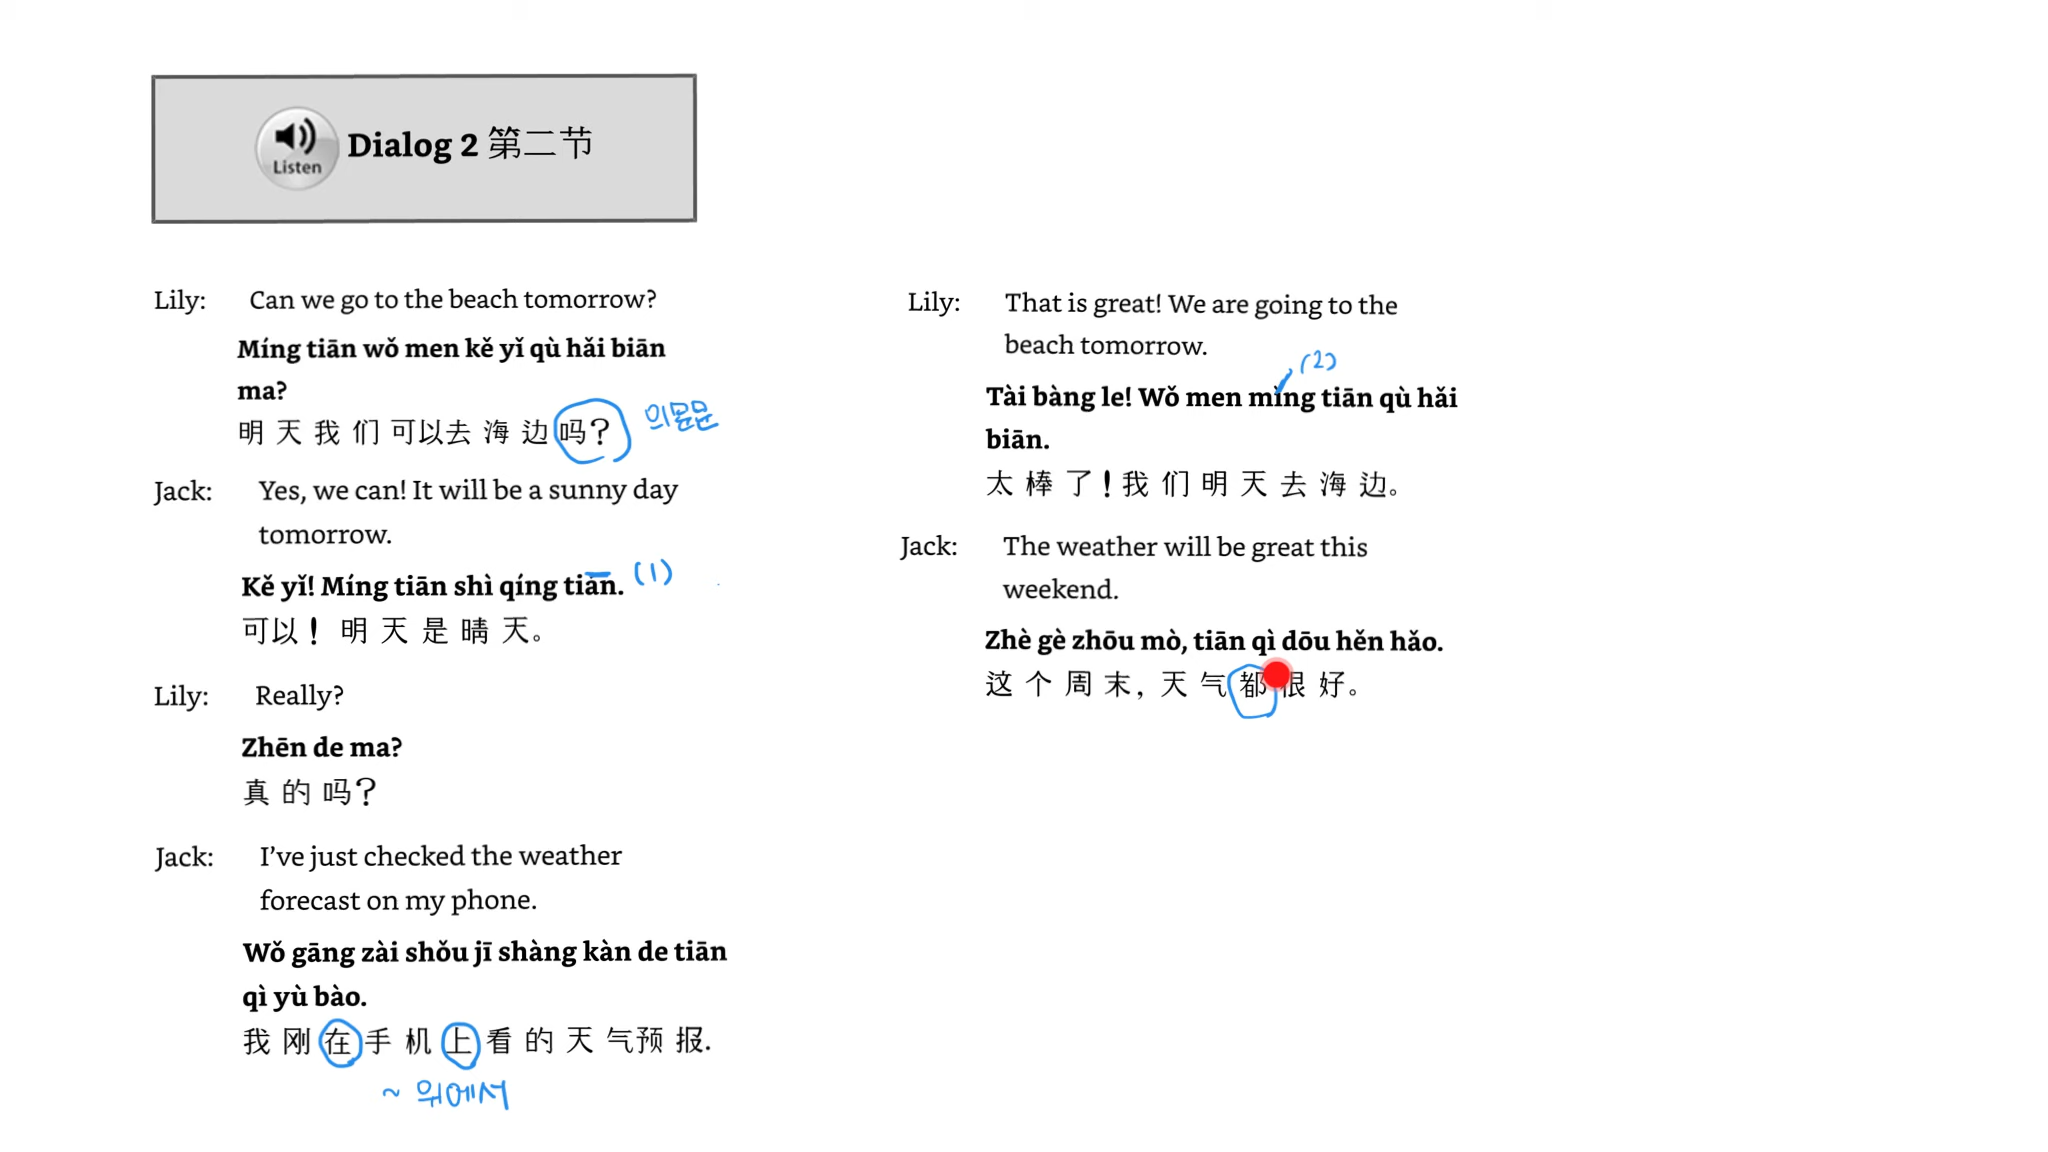 Listen
Dialog 2 第二节
Lily: Can we go to the beach tomorrow?
Míng tiān wǒ men kě yǐ qù hǎi biān
ma?
明 天 我 们 可以去 海 边 吗? 의문문
Jack: Yes, we can! It will be a sunny day
tomorrow.
Kě yǐ! Míng tiān shì qíng tiān. (1)
可以! 明 天 是 晴 天。
Lily: Really?
Zhēn de ma?
真 的 吗?
Jack: I've just checked the weather
forecast on my phone.
Wǒ gāng zài shǒu jī shàng kàn de tiān
qì yù bào.
我 刚 在 手 机 上 看 的 天 气预 报.
~ 위에서
Lily: That is great! We are going to the
beach tomorrow.
(2)
Tài bàng le! Wǒ men mìng tiān qù hǎi
biān.
太 棒 了! 我 们 明 天 去 海 边。
Jack: The weather will be great this
weekend.
Zhè gè zhōu mò, tiān qì dōu hěn hǎo.
这 个 周 末, 天 气 都 很 好。